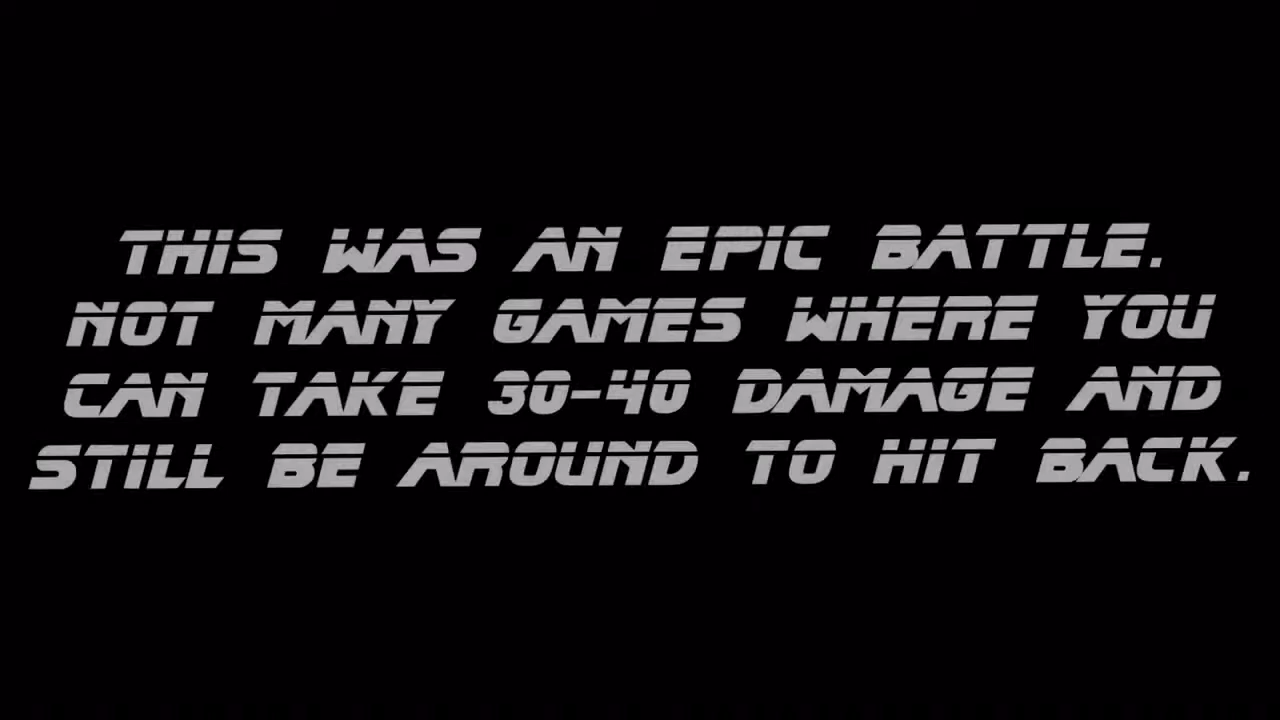 THIS WAS AN EPIC BATTLE.
NOT MANY GAMES WHERE YOU
CAN TAKE 30-40 DAMAGE AND
STILL BE AROUND TO HIT BACK.